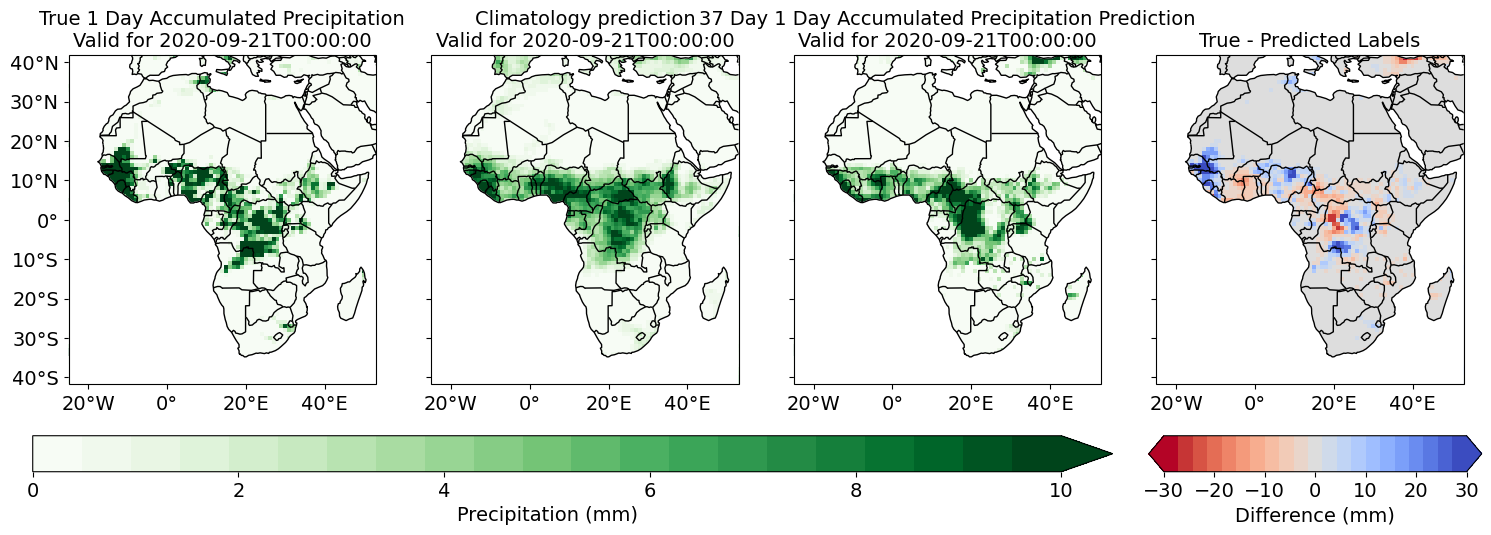 True 1 Day Accumulated Precipitation
Valid for 2020-09-21T00:00:00
Climatology prediction
Valid for 2020-09-21T00:00:00
37 Day 1 Day Accumulated Precipitation Prediction
Valid for 2020-09-21T00:00:00
True - Predicted Labels
40°N
30°N
20°N
10°N
0°
10°S
20°S
30°S
40°S
20°W 0° 20°E 40°E
20°W 0° 20°E 40°E
20°W 0° 20°E 40°E
20°W 0° 20°E 40°E
0 2 4 6 8 10
Precipitation (mm)
−30 −20 −10 0 10 20 30
Difference (mm)